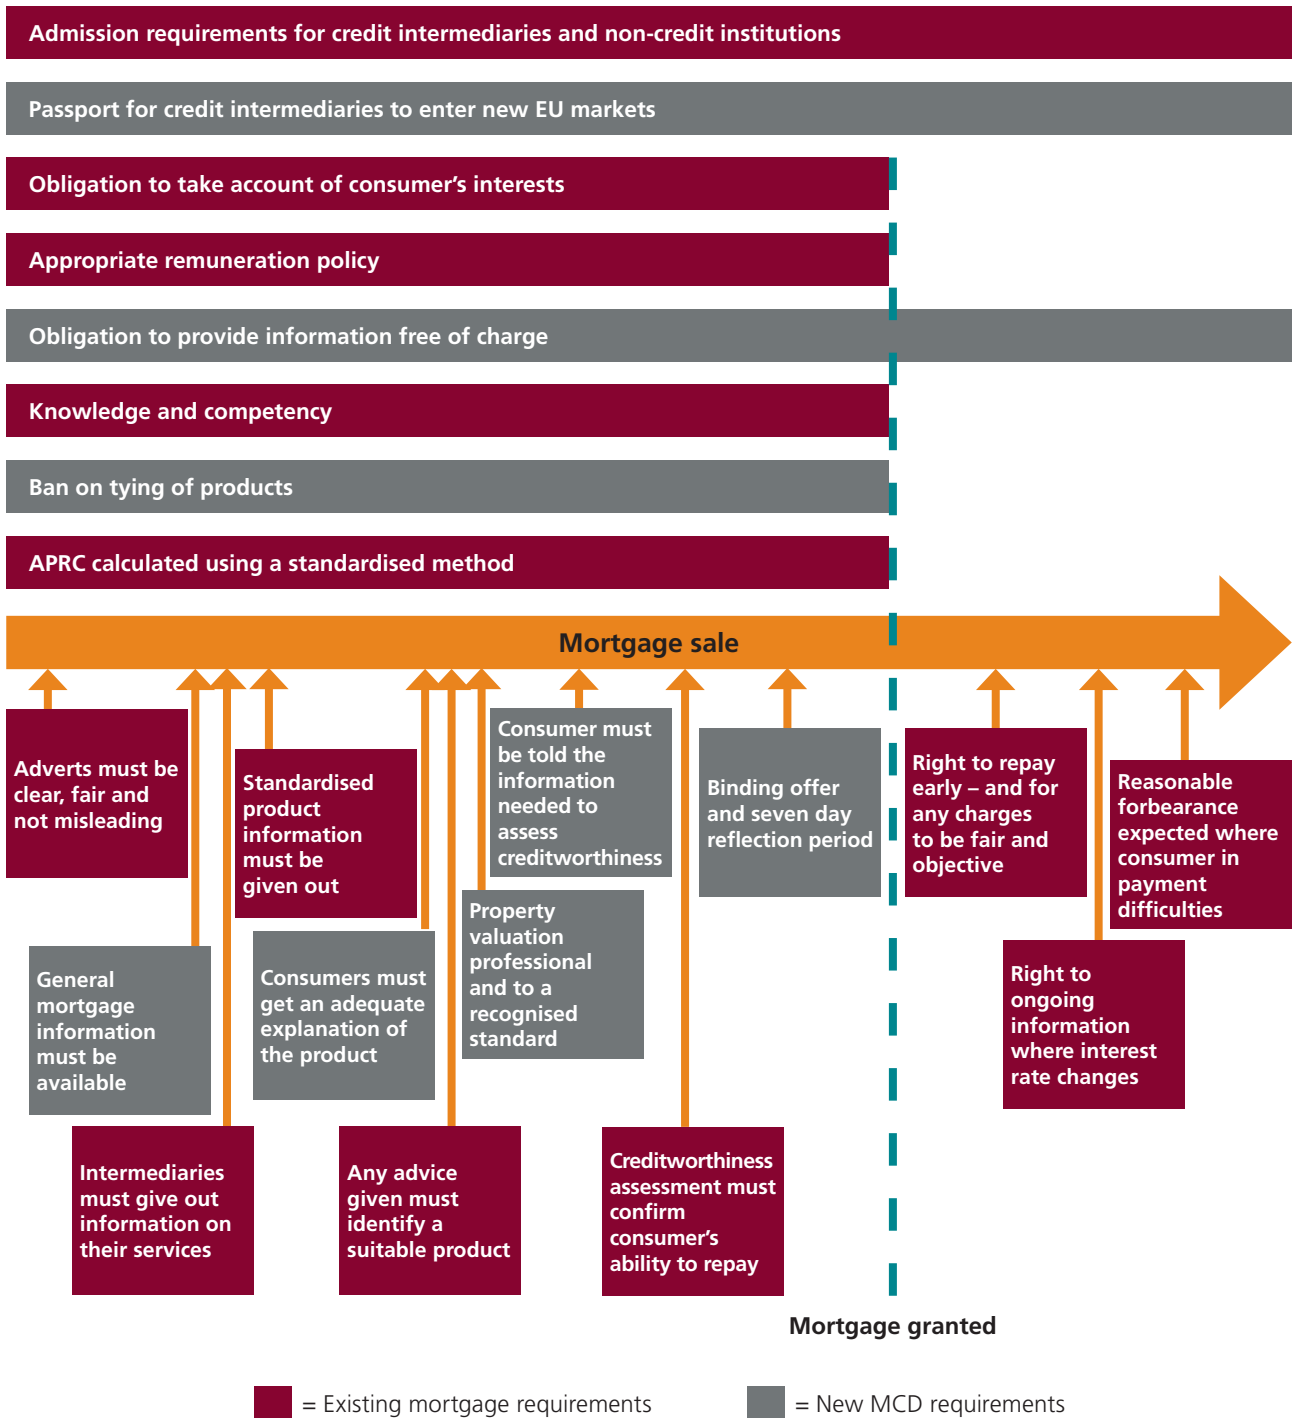 Admission requirements for credit intermediaries and non-credit institutions
Passport for credit intermediaries to enter new EU markets
Obligation to take account of consumer’s interests
Appropriate remuneration policy
Obligation to provide information free of charge
Knowledge and competency
Ban on tying of products
APRC calculated using a standardised method
Mortgage sale
Adverts must be
clear, fair and
not misleading
General
mortgage
information
must be
available
Intermediaries
must give out
information on
their services
Standardised
product
information
must be
given out
Consumers must
get an adequate
explanation of
the product
Any advice
given must
identify a
suitable product
Property
valuation
professional
and to a
recognised
standard
Consumer must
be told the
information
needed to
assess
creditworthiness
Creditworthiness
assessment must
confirm
consumer’s
ability to repay
Binding offer
and seven day
reflection period
Right to repay
early – and for
any charges
to be fair and
objective
Right to
ongoing
information
where interest
rate changes
Reasonable
forbearance
expected where
consumer in
payment
difficulties
Mortgage granted
= Existing mortgage requirements
= New MCD requirements